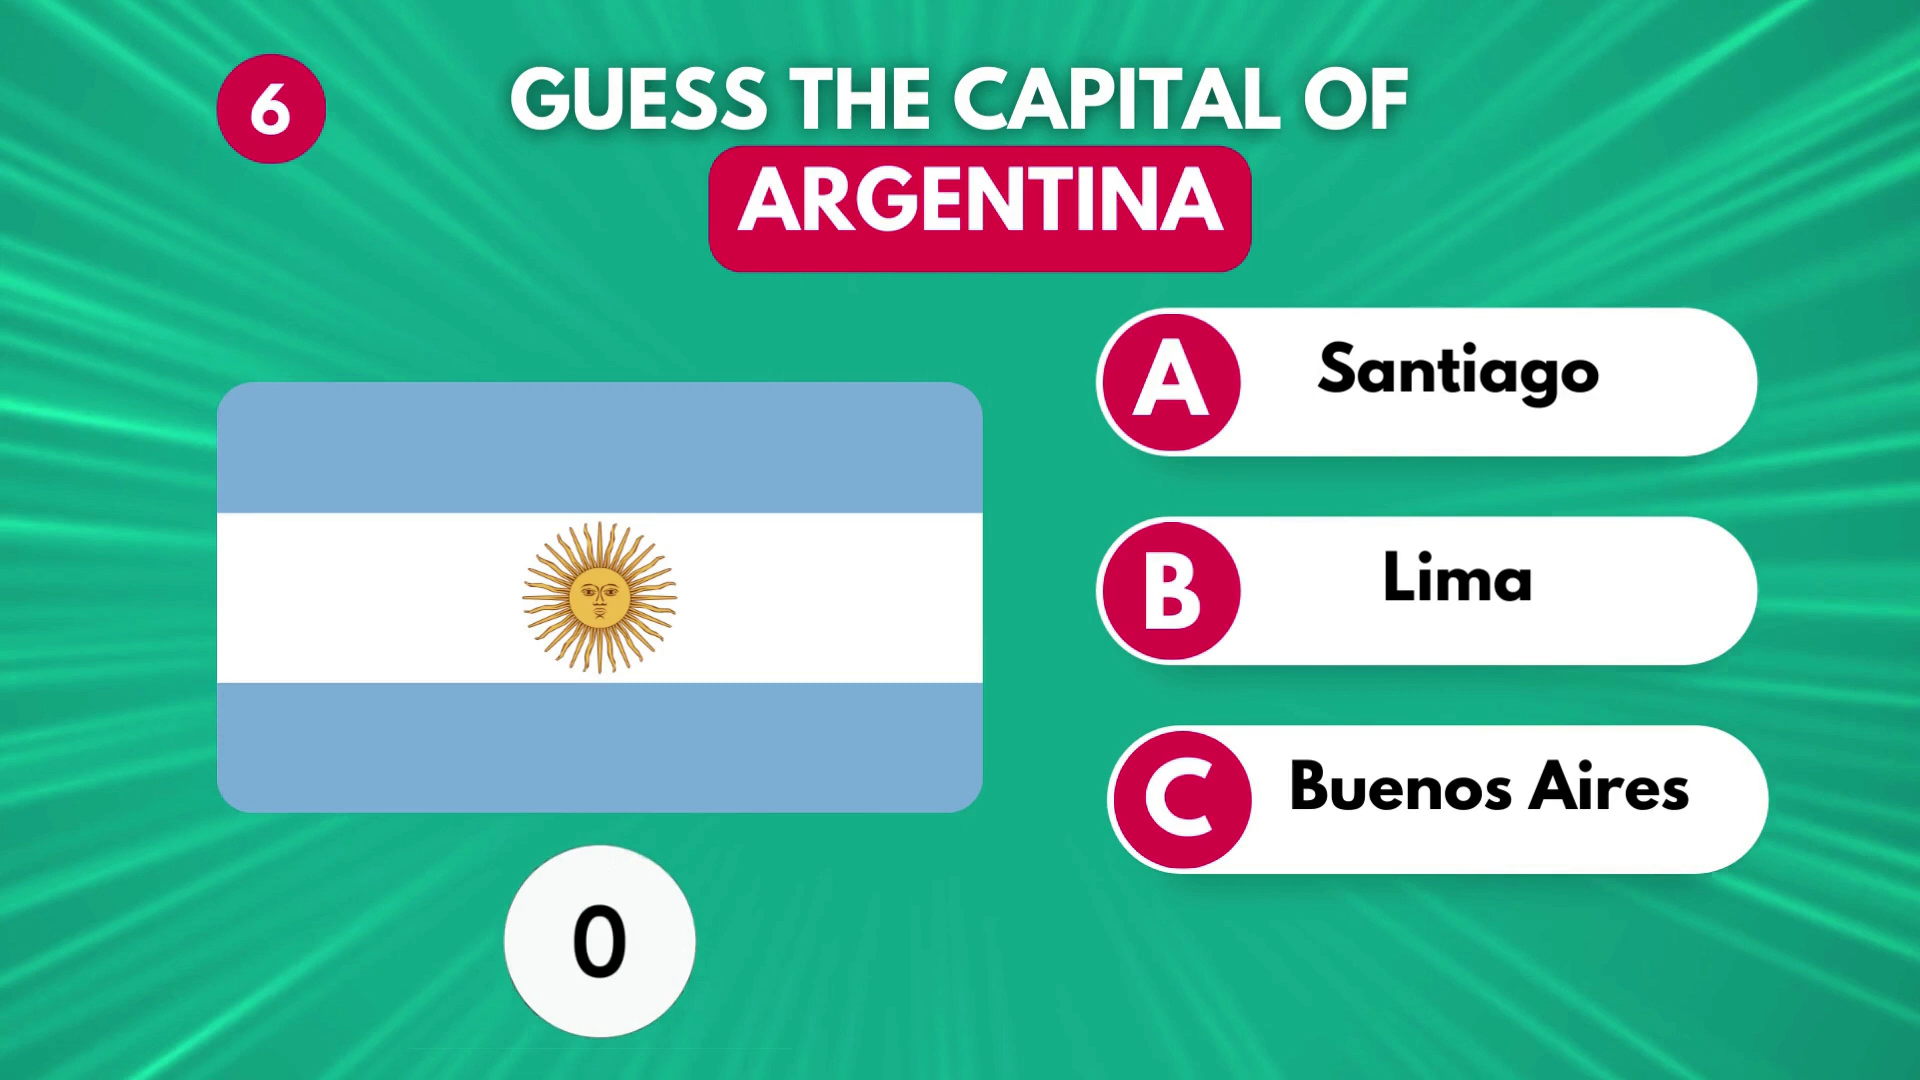 6
GUESS THE CAPITAL OF
ARGENTINA
A Santiago
B Lima
C Buenos Aires
0